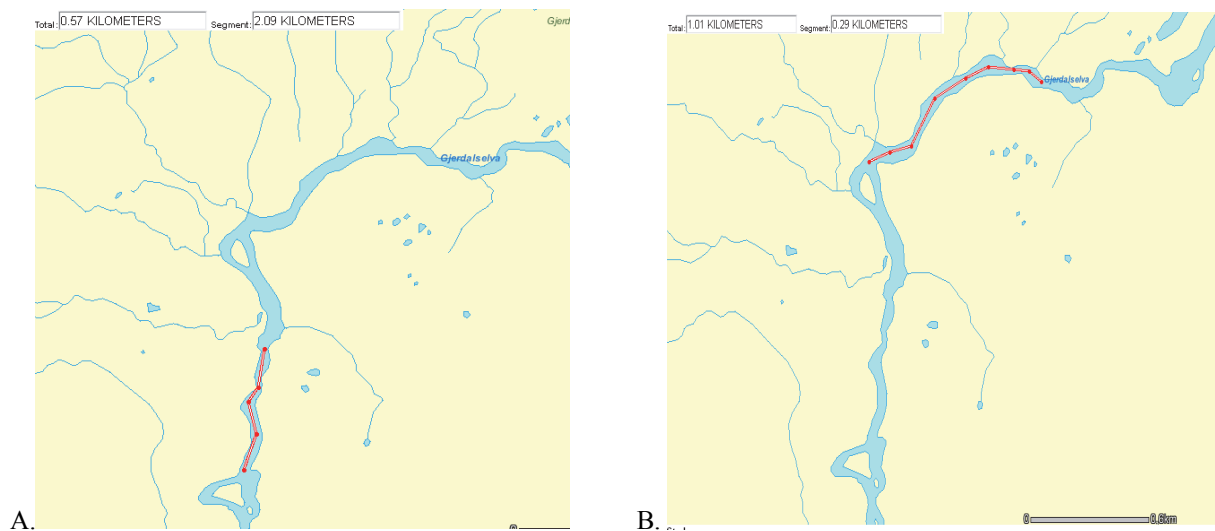 Total: 0.57 KILOMETERS Segment: 2.09 KILOMETERS
Gjerd
Gjerdalselva
A.
Total: 1.01 KILOMETERS Segment: 0.29 KILOMETERS
Gjerdalselva
0 0.6km
B.